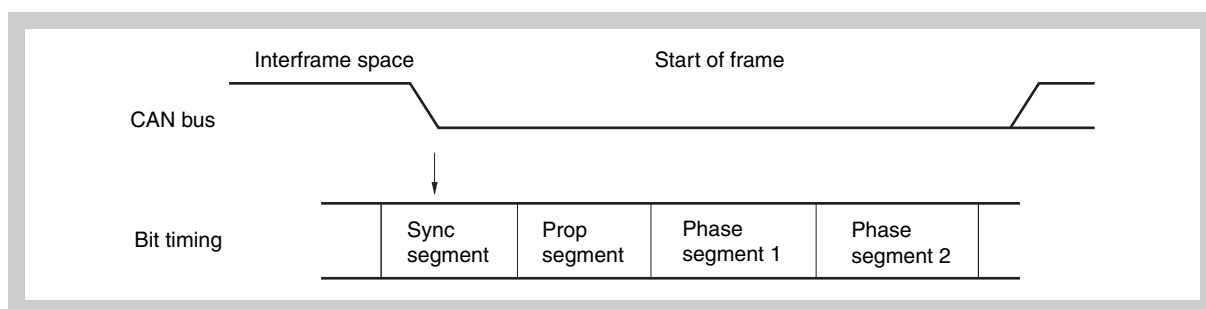 Interframe space
Start of frame
CAN bus
Bit timing
Sync
segment
Prop
segment
Phase
segment 1
Phase
segment 2